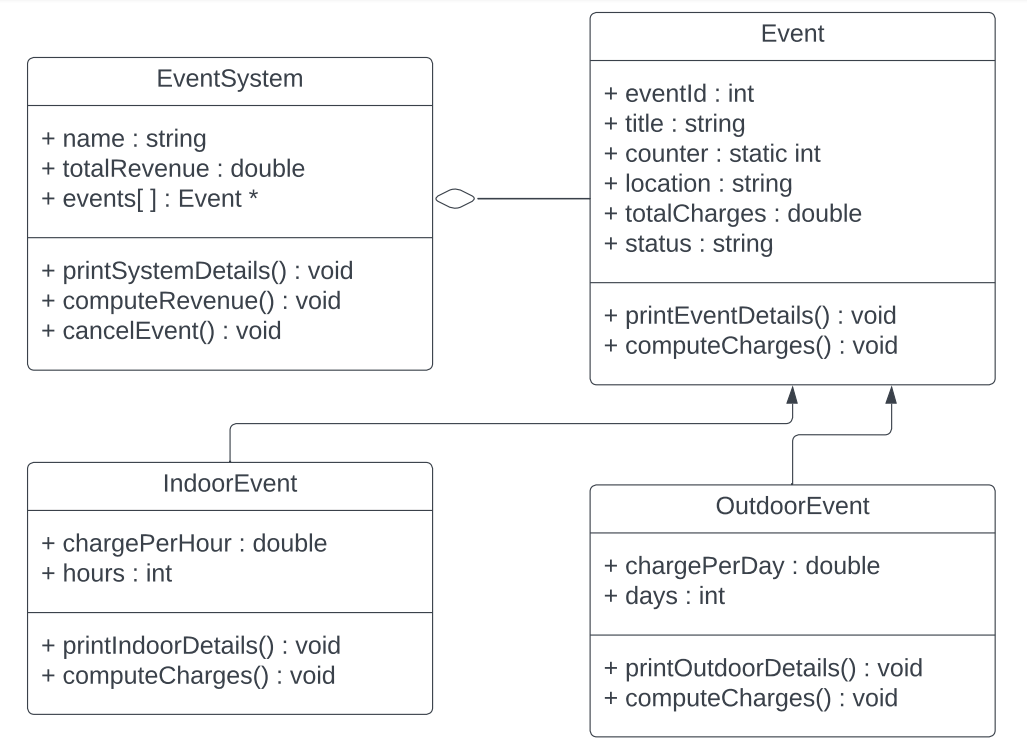 EventSystem
+ name : string
+ totalRevenue : double
+ events[ ] : Event *
+ printSystemDetails() : void
+ computeRevenue() : void
+ cancelEvent() : void
Event
+ eventId : int
+ title : string
+ counter : static int
+ location : string
+ totalCharges : double
+ status : string
+ printEventDetails() : void
+ computeCharges() : void
IndoorEvent
+ chargePerHour : double
+ hours : int
+ printIndoorDetails() : void
+ computeCharges() : void
OutdoorEvent
+ chargePerDay : double
+ days : int
+ printOutdoorDetails() : void
+ computeCharges() : void